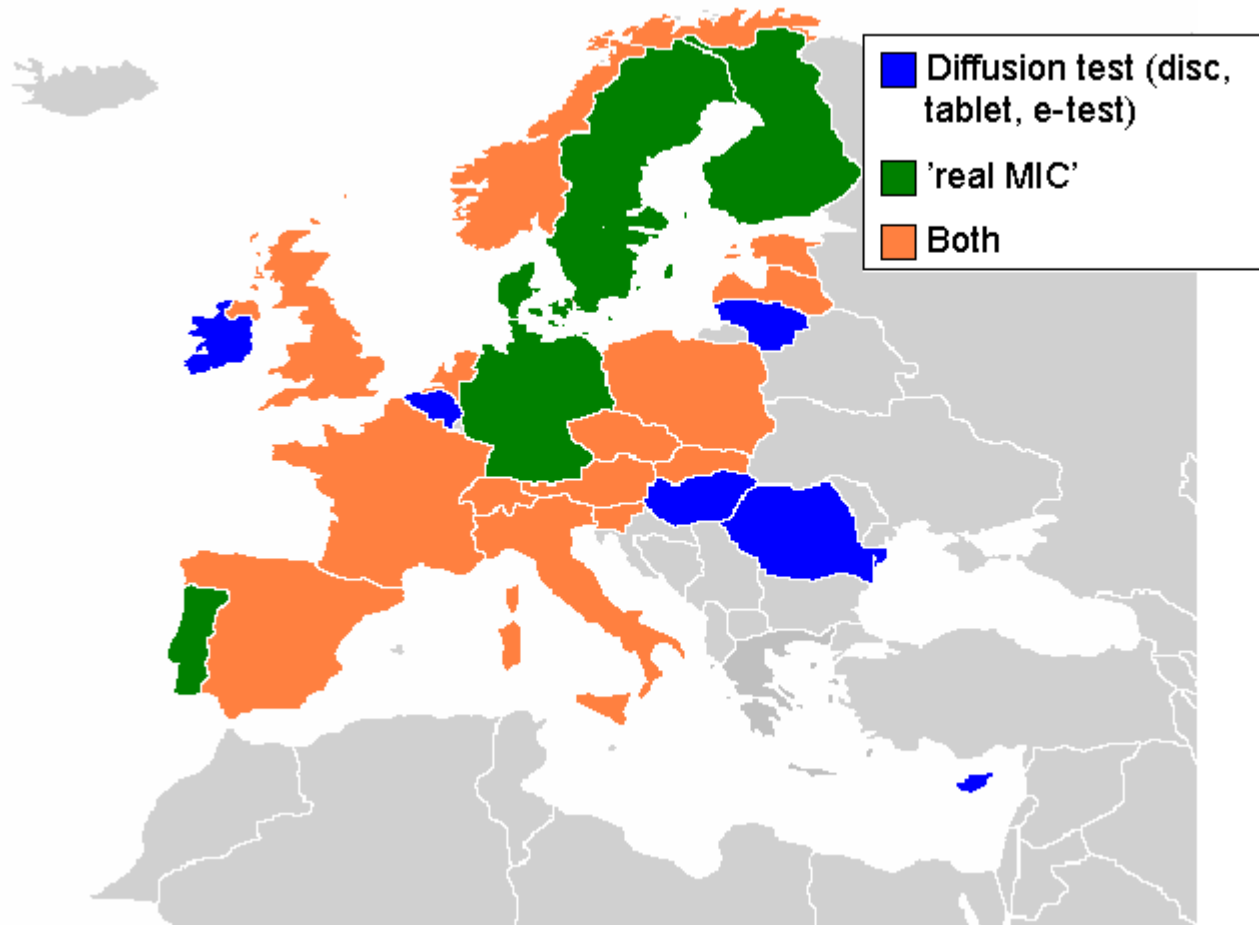 Diffusion test (disc,
tablet, e-test)
'real MIC'
Both